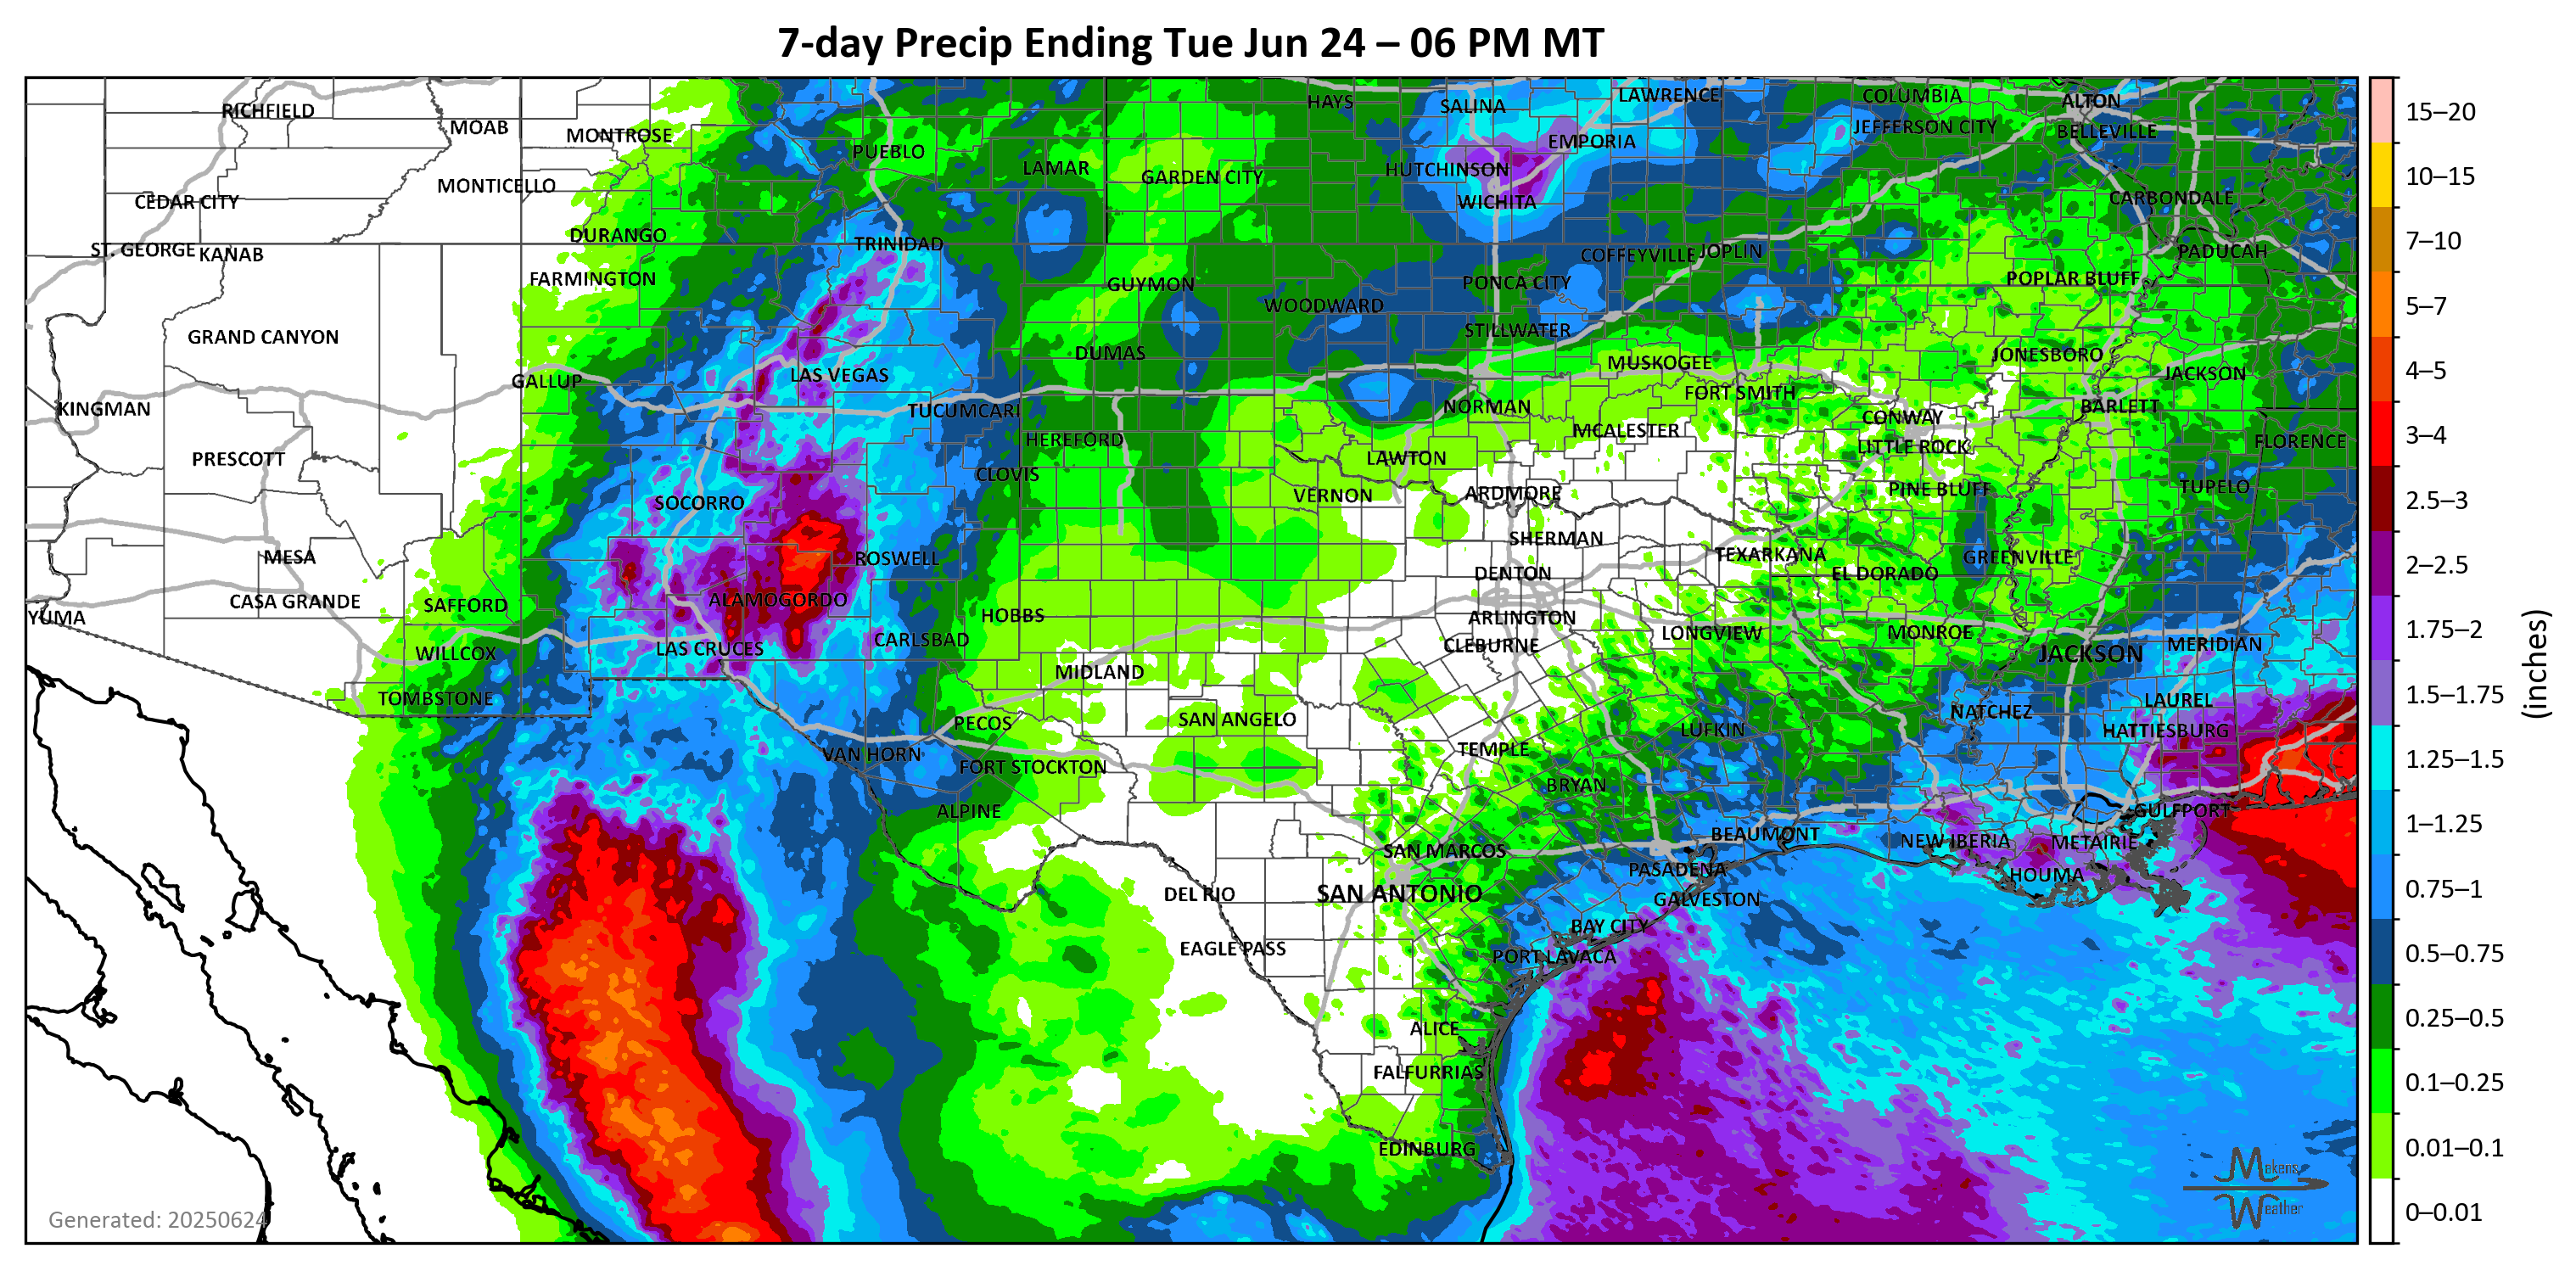 7-day Precip Ending Tue Jun 24 – 06 PM MT
RICHFIELD
MOAB
MONTROSE
PUEBLO
LAMAR
HAYS
SALINA
LAWRENCE
COLUMBIA
ALTON
JEFFERSON CITY
BELLEVILLE
EMPORIA
HUTCHINSON
GARDEN CITY
MONTICELLO
CEDAR CITY
WICHITA
CARBONDALE
DURANGO
TRINIDAD
ST. GEORGE
KANAB
COFFEYVILLE
JOPLIN
PADUCAH
FARMINGTON
GUYMON
PONCA CITY
POPLAR BLUFF
WOODWARD
STILLWATER
GRAND CANYON
DUMAS
JONESBORO
MUSKOGEE
GALLUP
LAS VEGAS
JACKSON
FORT SMITH
KINGMAN
TUCUMCARI
NORMAN
BARLETT
CONWAY
HEREFORD
MCALESTER
LITTLE ROCK
FLORENCE
PRESCOTT
LAWTON
CLOVIS
SOCORRO
VERNON
ARDMORE
PINE BLUFF
TUPELO
SHERMAN
MESA
ROSWELL
TEXARKANA
GREENVILLE
DENTON
EL DORADO
CASA GRANDE
SAFFORD
ALAMOGORDO
YUMA
HOBBS
ARLINGTON
CARLSBAD
LONGVIEW
MONROE
WILLCOX
LAS CRUCES
CLEBURNE
JACKSON
MERIDIAN
MIDLAND
TOMBSTONE
LAUREL
PECOS
SAN ANGELO
NATCHEZ
LUFKIN
HATTIESBURG
VAN HORN
TEMPLE
FORT STOCKTON
BRYAN
ALPINE
GULFPORT
BEAUMONT
NEW IBERIA
METAIRIE
SAN MARCOS
PASADENA
HOUMA
DEL RIO
SAN ANTONIO
GALVESTON
BAY CITY
EAGLE PASS
PORT LAVACA
ALICE
FALFURRIAS
EDINBURG
Generated: 20250624
Mekens
Weather
15–20
10–15
7–10
5–7
4–5
3–4
2.5–3
2–2.5
1.75–2
1.5–1.75
1.25–1.5
1–1.25
0.75–1
0.5–0.75
0.25–0.5
0.1–0.25
0.01–0.1
0–0.01
(inches)